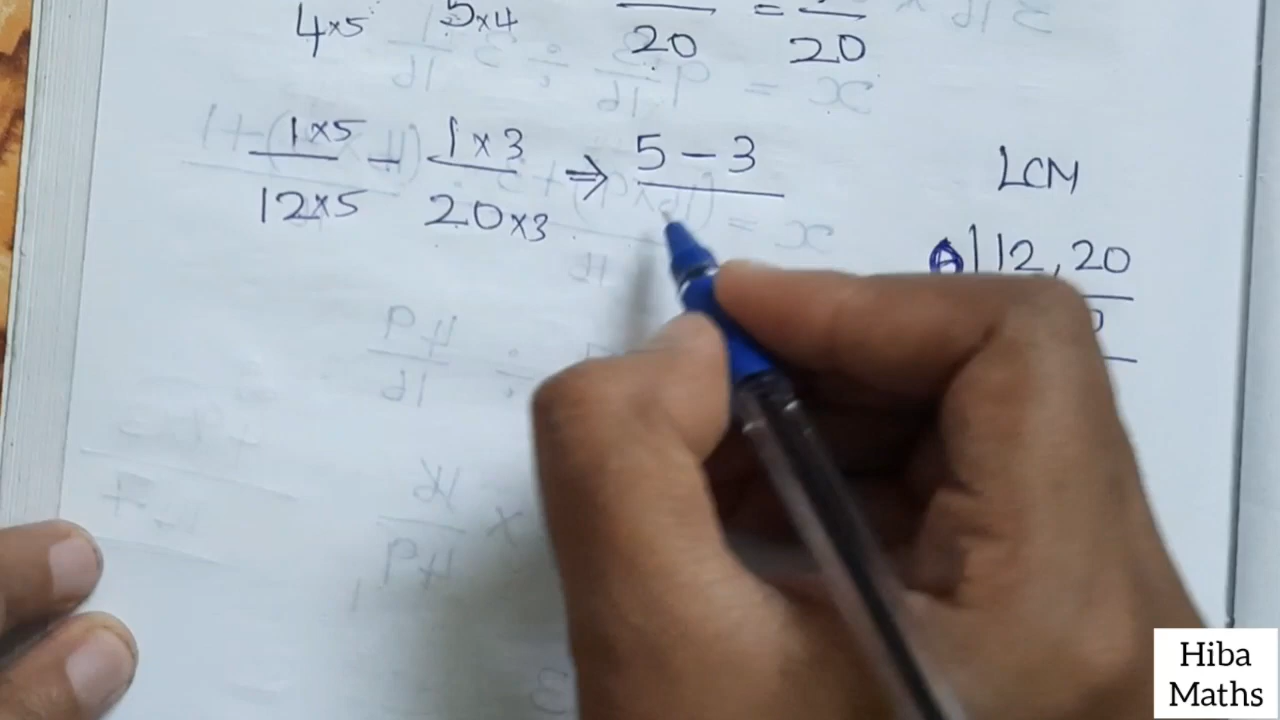 4×5 5×4 20 = 20
1×5 - 1×3 ⇒ 5-3
12×5 20×3
LCM
12, 20
Hiba
Maths